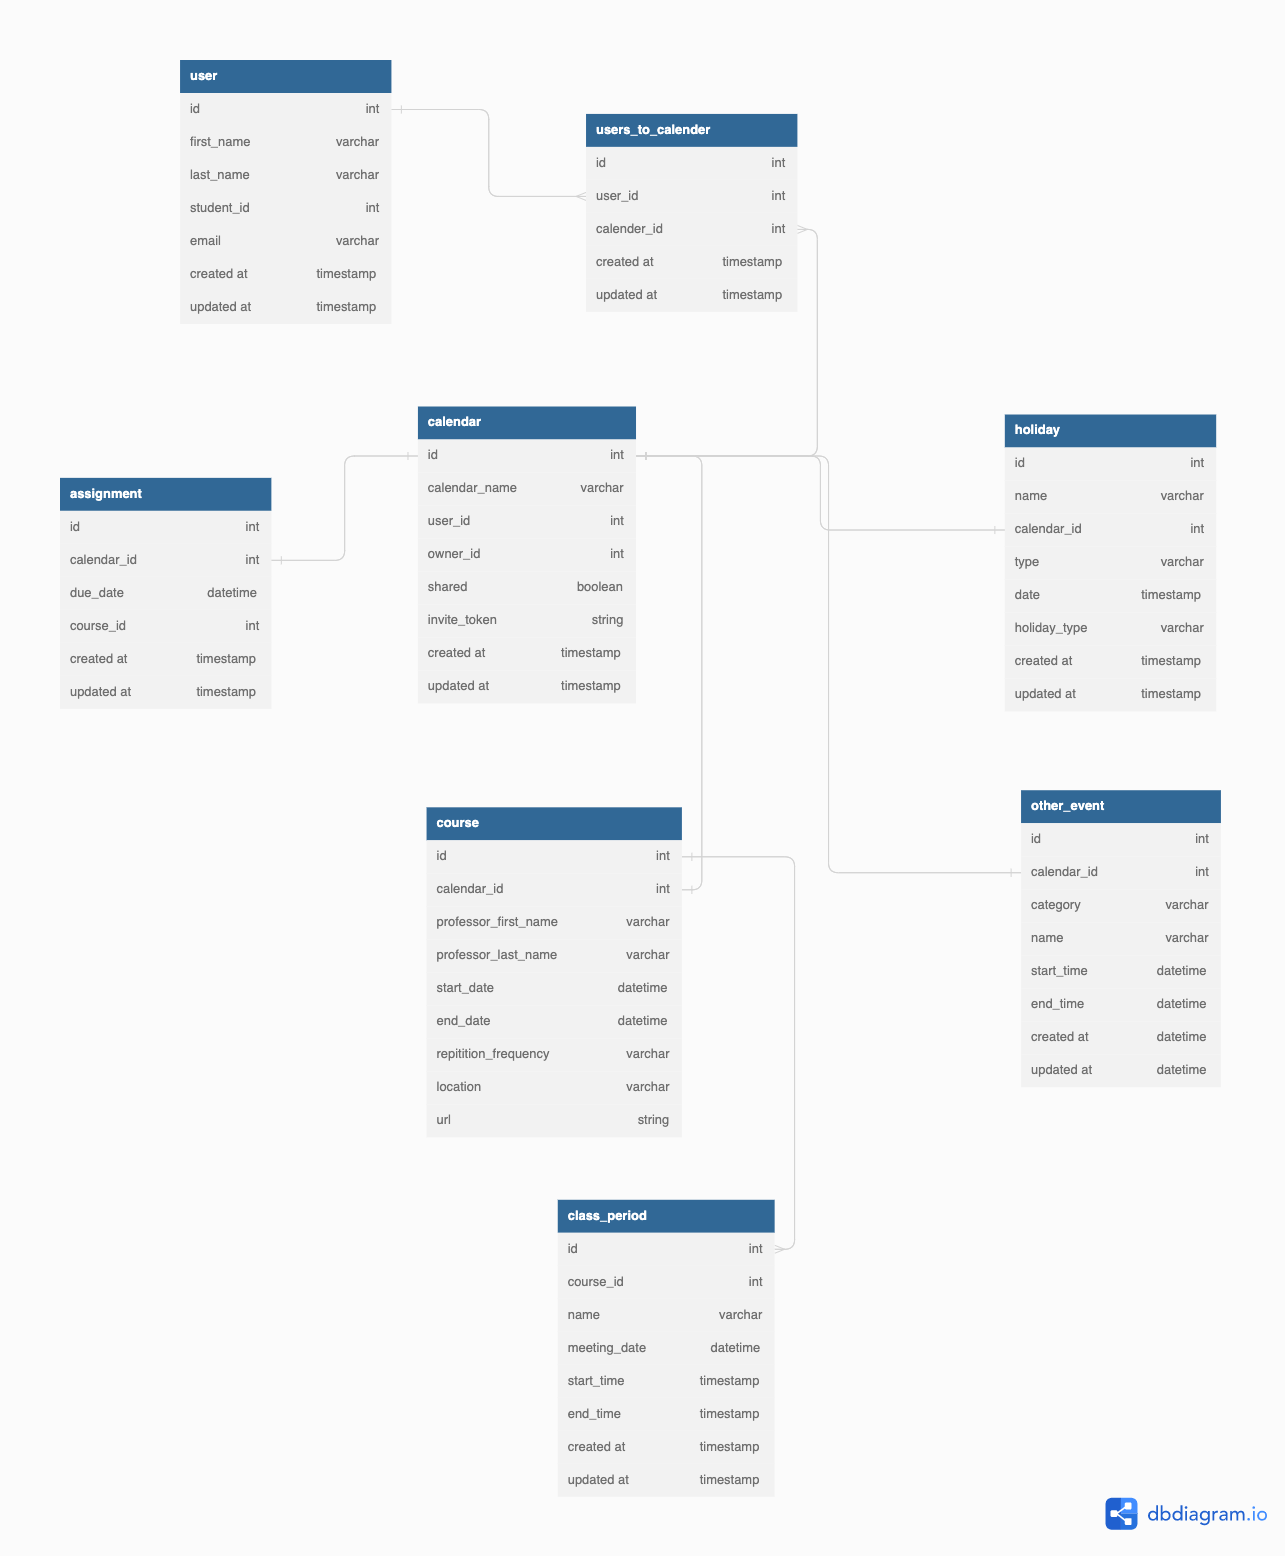 user
id int
first_name varchar
last_name varchar
student_id int
email varchar
created at timestamp
updated at timestamp
users_to_calender
id int
user_id int
calender_id int
created at timestamp
updated at timestamp
calendar
id int
calendar_name varchar
user_id int
owner_id int
shared boolean
invite_token string
created at timestamp
updated at timestamp
holiday
id int
name varchar
calendar_id int
type varchar
date timestamp
holiday_type varchar
created at timestamp
updated at timestamp
assignment
id int
calendar_id int
due_date datetime
course_id int
created at timestamp
updated at timestamp
course
id int
calendar_id int
professor_first_name varchar
professor_last_name varchar
start_date datetime
end_date datetime
repitition_frequency varchar
location varchar
url string
other_event
id int
calendar_id int
category varchar
name varchar
start_time datetime
end_time datetime
created at datetime
updated at datetime
class_period
id int
course_id int
name varchar
meeting_date datetime
start_time timestamp
end_time timestamp
created at timestamp
updated at timestamp
dbdiagram.io